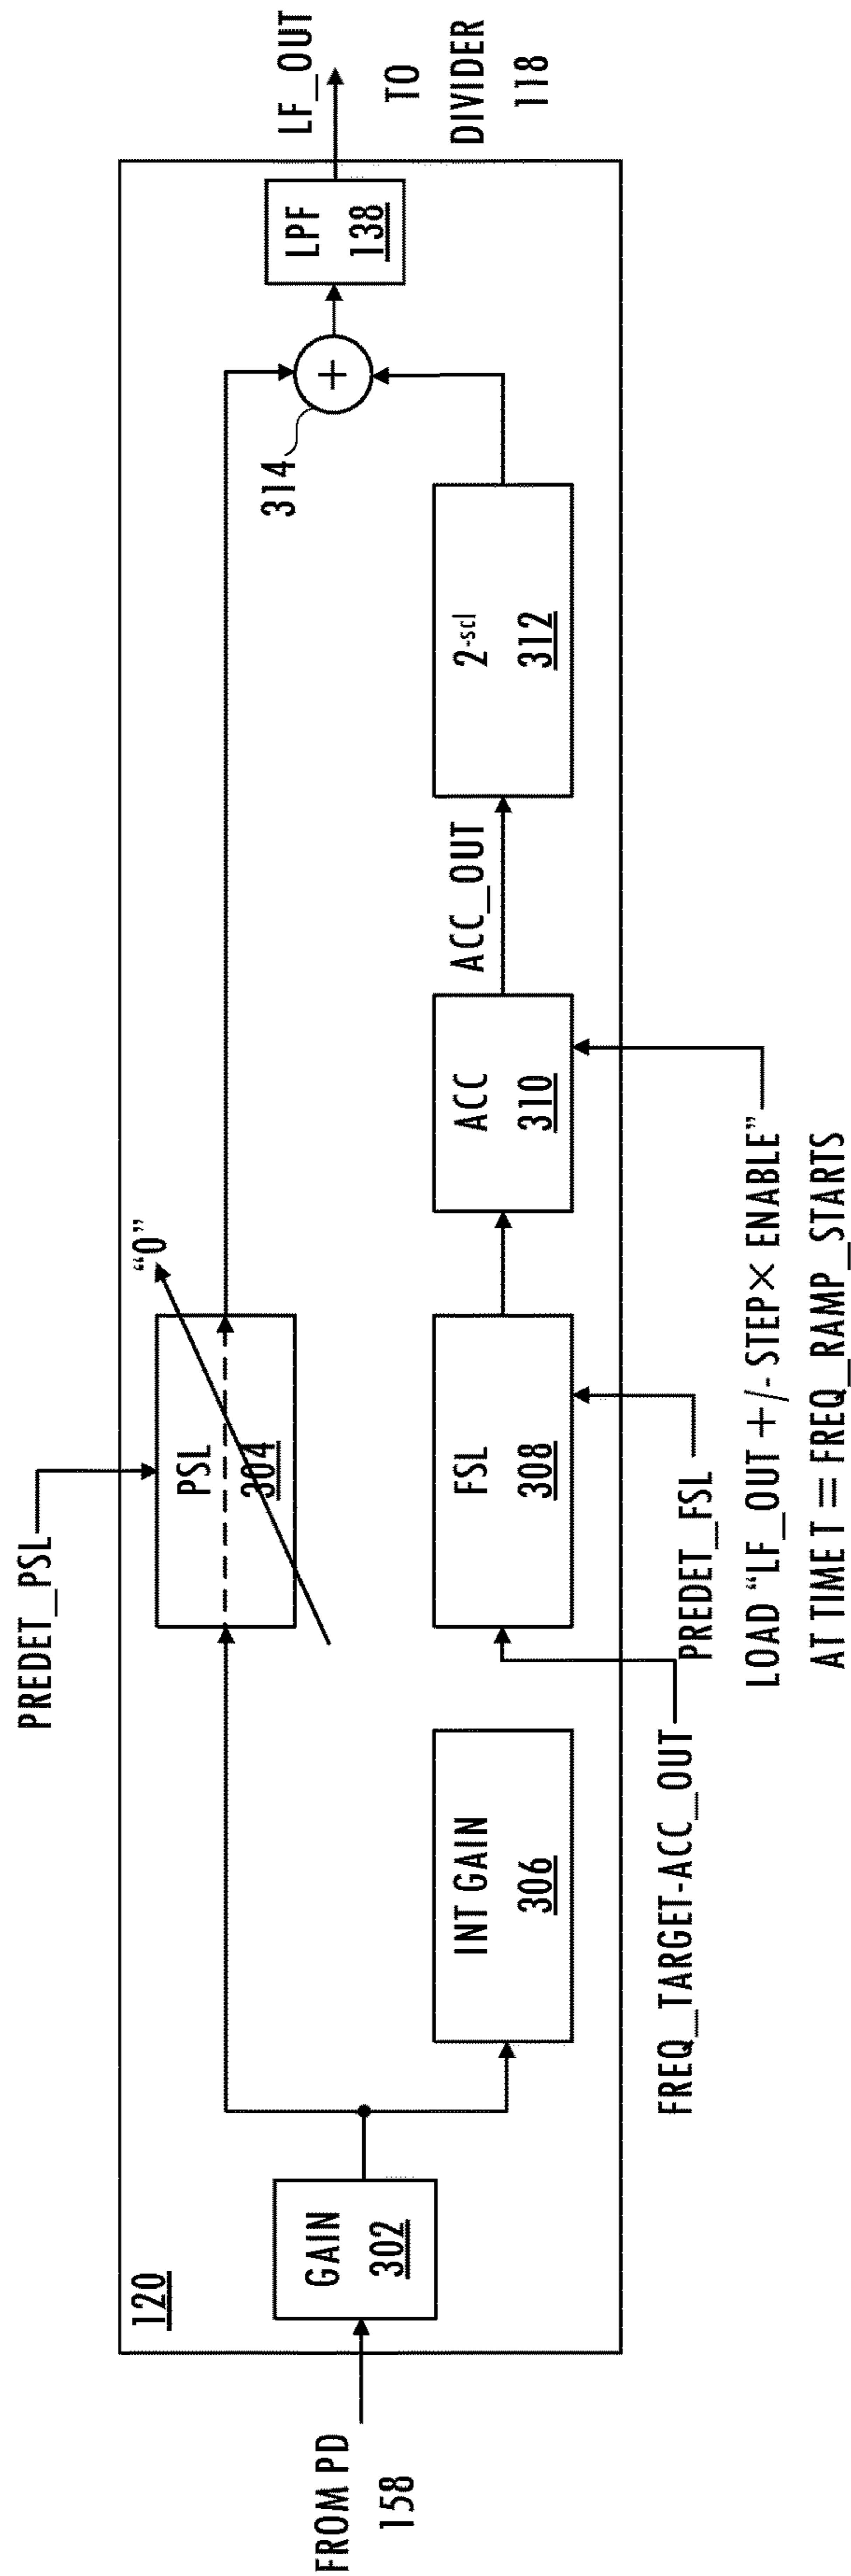 120
FROM PD
158
GAIN
302
PREDET_PSL
PSL
304
"0"
INT GAIN
306
FREQ_TARGET-ACC_OUT
FSL
308
PREDET_FSL
ACC
310
LOAD "LF_OUT +/- STEP× ENABLE"
AT TIME T = FREQ_RAMP_STARTS
ACC_OUT
2-scl
312
314
+
LPF
138
LF_OUT
TO
DIVIDER
118